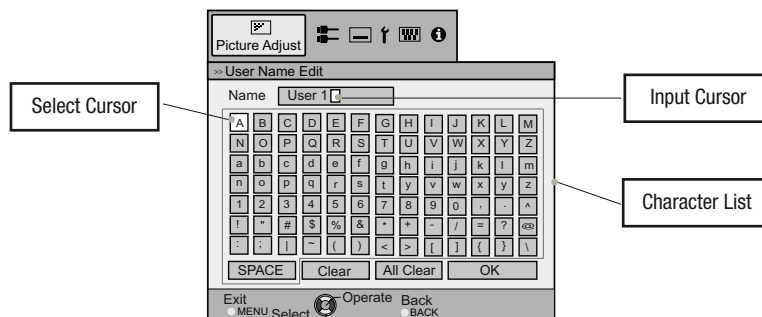 Picture Adjust
>> User Name Edit
Name User 1
Select Cursor
Input Cursor
Character List
A B C D E F G H I J K L M
N O P Q R S T U V W X Y Z
a b c d e f g h i j k l m
n o p q r s t y v w x y z
1 2 3 4 5 6 7 8 9 0 , . ^
! " # $ % & * + - / = ? @
: ; | ~ ( ) < > [ ] { } \
SPACE Clear All Clear OK
Exit Operate Back
MENU Select BACK